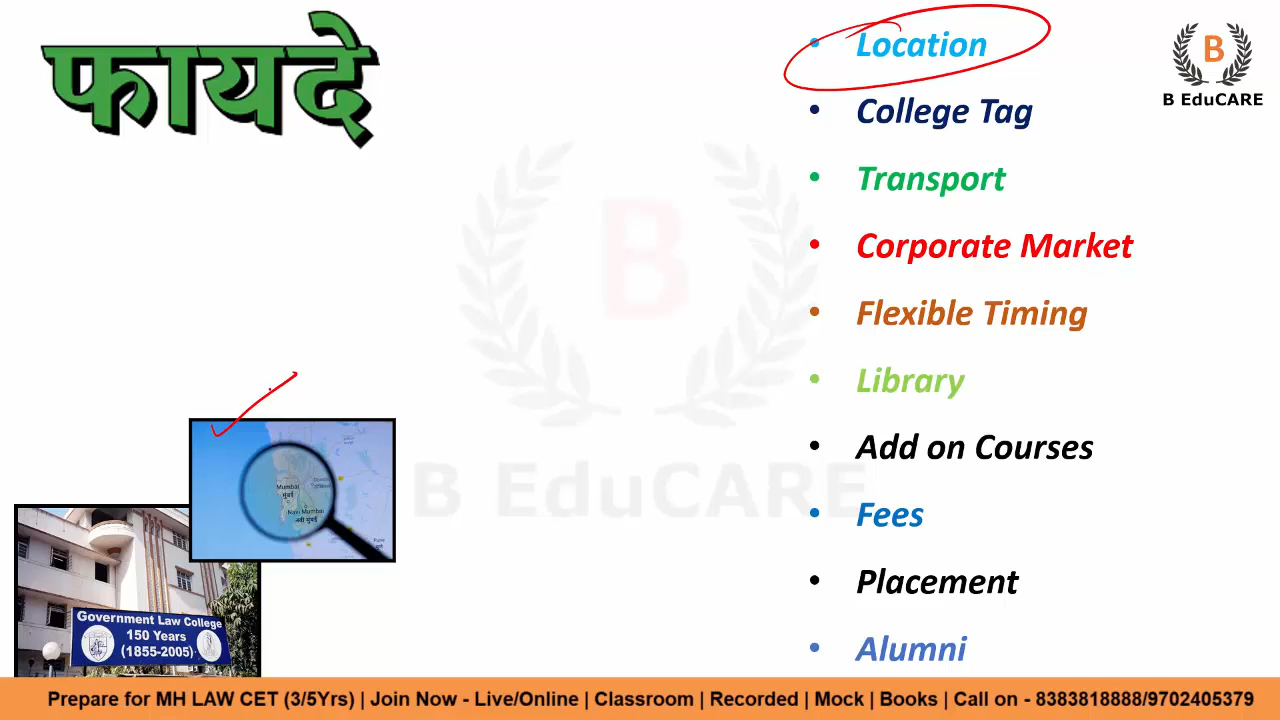 फायदे
Location
College Tag
Transport
Corporate Market
Flexible Timing
Library
Add on Courses
Fees
Placement
Alumni
B
B EduCARE
B
B EduCARE
Mumbai
मुंबई
Navi Mumbai
नवी मुंबई
Government Law College
150 Years
(1855-2005)
Prepare for MH LAW CET (3/5Yrs) | Join Now - Live/Online | Classroom | Recorded | Mock | Books | Call on - 8383818888/9702405379